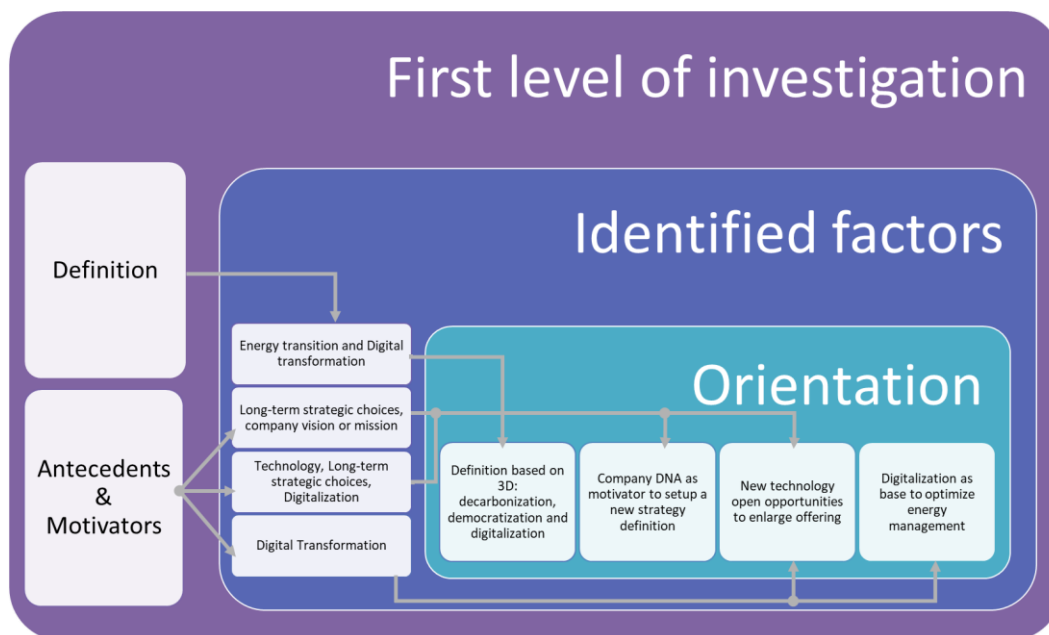 First level of investigation
Identified factors
Definition
Energy transition and Digital
transformation
Orientation
Long-term strategic choices,
company vision or mission
Antecedents
&
Motivators
Technology, Long-term
strategic choices,
Digitalization
Digital Transformation
Definition based on
3D:
decarbonization,
democratization and
digitalization
Company DNA as
motivator to setup a
new strategy
definition
New technology
open opportunities
to enlarge offering
Digitalization as
base to optimize
energy
management